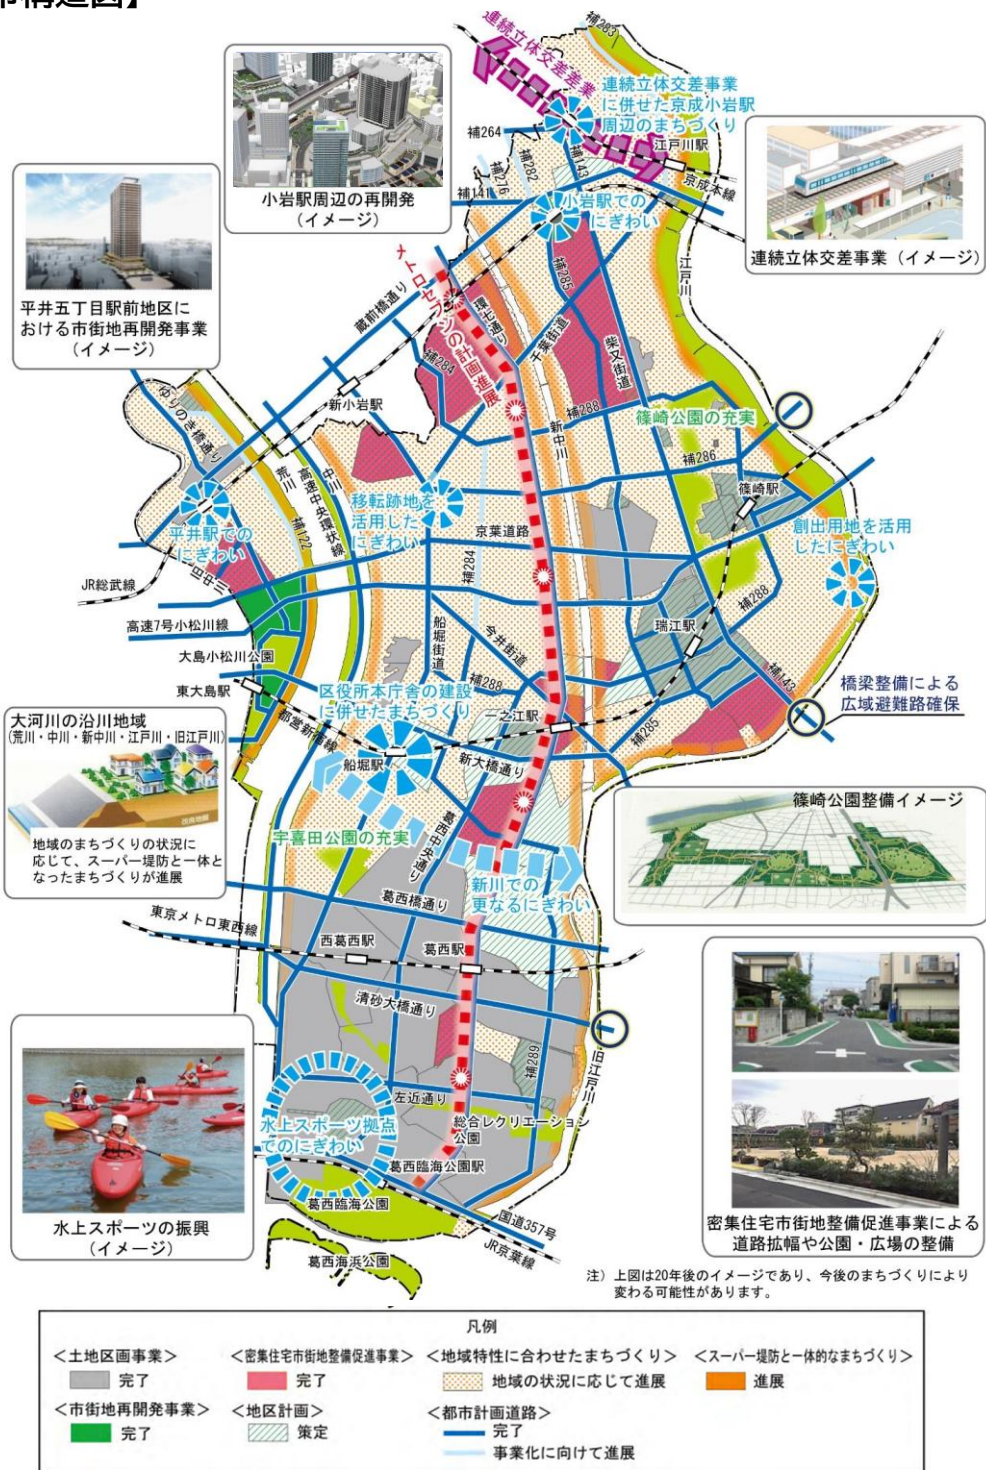 市構造図】
連続立体交差事業
補283
連続立体交差事業
に併せた京成小岩駅
周辺のまちづくり
補264
江戸川駅
補143
補282
補216
補141
京成本線
小岩駅周辺の再開発
(イメージ)
小岩駅での
にぎわい
連続立体交差事業(イメージ)
平井五丁目駅前地区に
おける市街地再開発事業
(イメージ)
メトロセブンの計画進展
環七通り
蔵前橋通り
補285
江戸川
千葉街道
柴又街道
補284
新小岩駅
補288
新中川
篠崎公園の充実
ゆりのき橋通り
補286
荒川
高速中央環状線
中川
移転跡地を
活用した
にぎわい
篠崎駅
平井駅での
にぎわい
補122
京葉道路
創出用地を活用
したにぎわい
旧中川
補284
JR総武線
補288
高速7号小松川線
船堀街道
今井街道
瑞江駅
大島小松川公園
補288
補143
東大島駅
区役所本庁舎の建設
に併せたまちづくり
一之江駅
橋梁整備による
広域避難路確保
補285
都営新宿線
大河川の沿川地域
(荒川・中川・新中川・江戸川・旧江戸川)
船堀駅
新大橋通り
地域のまちづくりの状況に
応じて、スーパー堤防と一体と
なったまちづくりが進展
葛西中央通り
宇喜田公園の充実
篠崎公園整備イメージ
新川での
更なるにぎわい
葛西橋通り
東京メトロ東西線
西葛西駅
葛西駅
清砂大橋通り
補289
旧江戸川
左近通り
水上スポーツ拠点
でのにぎわい
総合レクリエーション
公園
葛西臨海公園駅
葛西臨海公園
国道357号
JR京葉線
葛西海浜公園
水上スポーツの振興
(イメージ)
密集住宅市街地整備促進事業による
道路拡幅や公園・広場の整備
注)上図は20年後のイメージであり、今後のまちづくりにより
変わる可能性があります。
凡例
<土地区画事業>
完了
<密集住宅市街地整備促進事業>
完了
<地域特性に合わせたまちづくり>
地域の状況に応じて進展
<スーパー堤防と一体的なまちづくり>
進展
<市街地再開発事業>
完了
<地区計画>
策定
<都市計画道路>
完了
事業化に向けて進展